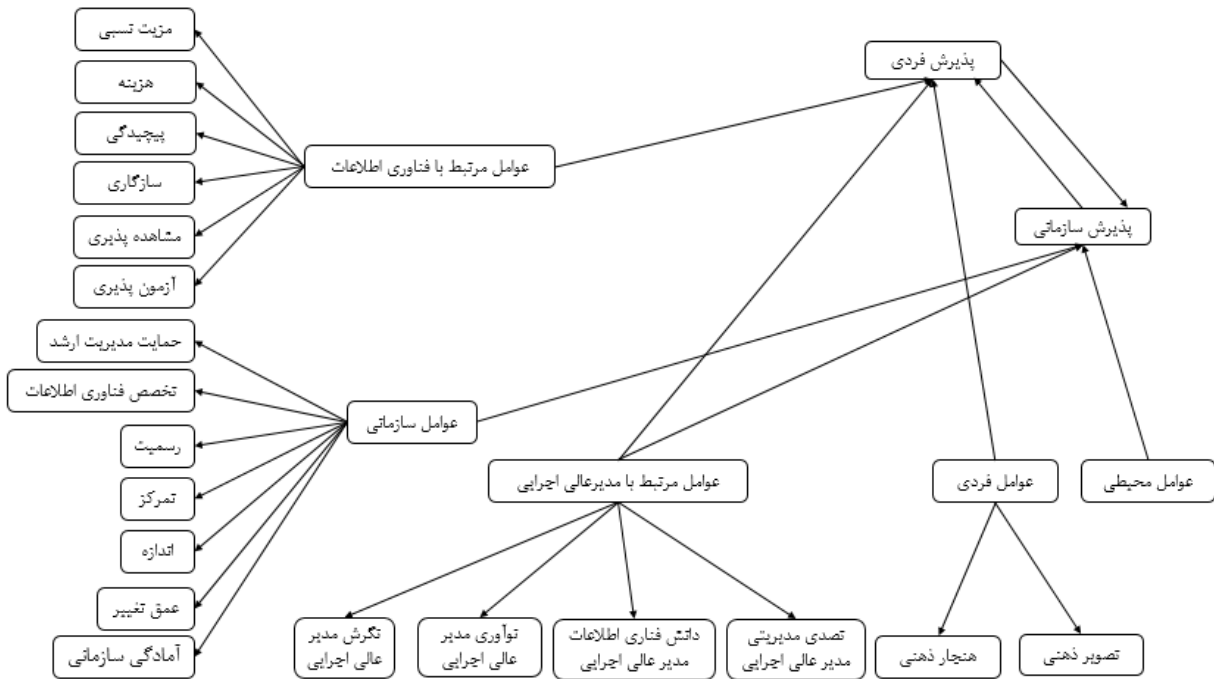 مزیت نسبی
هزینه
پیچیدگی
سازگاری
مشاهده پذیری
آزمون پذیری
عوامل مرتبط با فناوری اطلاعات
پذیرش فردی
پذیرش سازمانی
حمایت مدیریت ارشد
تخصص فناوری اطلاعات
رسمیت
تمرکز
اندازه
عمق تغییر
آمادگی سازمانی
عوامل سازمانی
عوامل محیطی
عوامل فردی
عوامل مرتبط با مدیرعالی اجرایی
تصویر ذهنی
هنجار ذهنی
تصدی مدیریتی
مدیر عالی اجرایی
دانش فناری اطلاعات
مدیر عالی اجرایی
نوآوری مدیر
عالی اجرایی
نگرش مدیر
عالی اجرایی